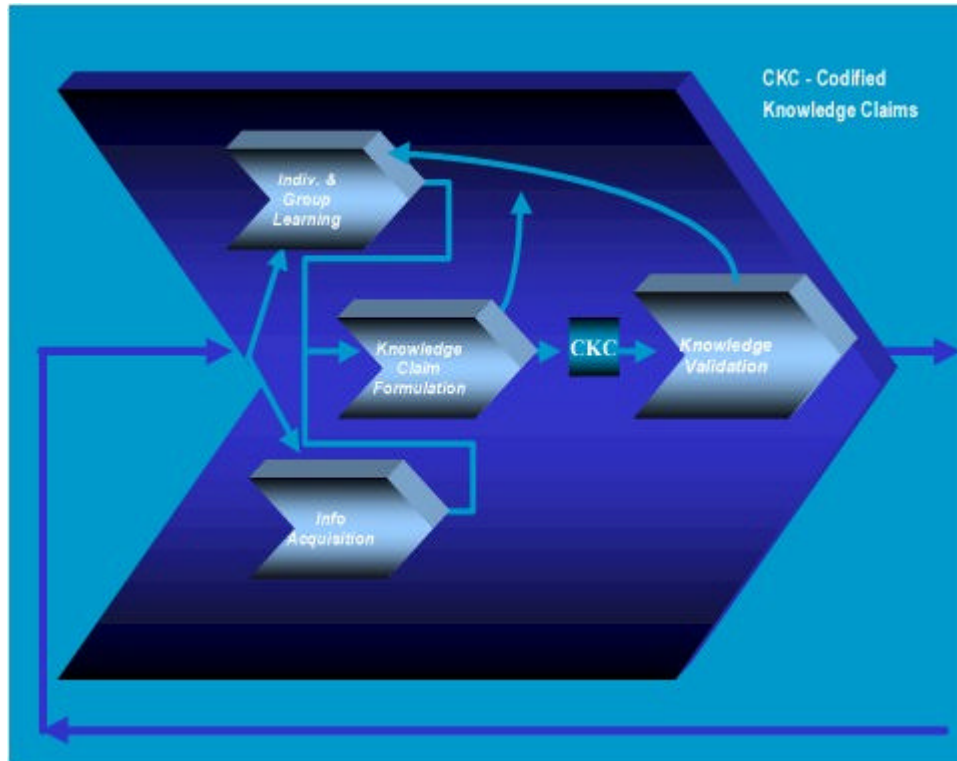 CKC - Codified
Knowledge Claims
Indiv. &
Group
Learning
Knowledge
Claim
Formulation
CKC
Knowledge
Validation
Info
Acquisition